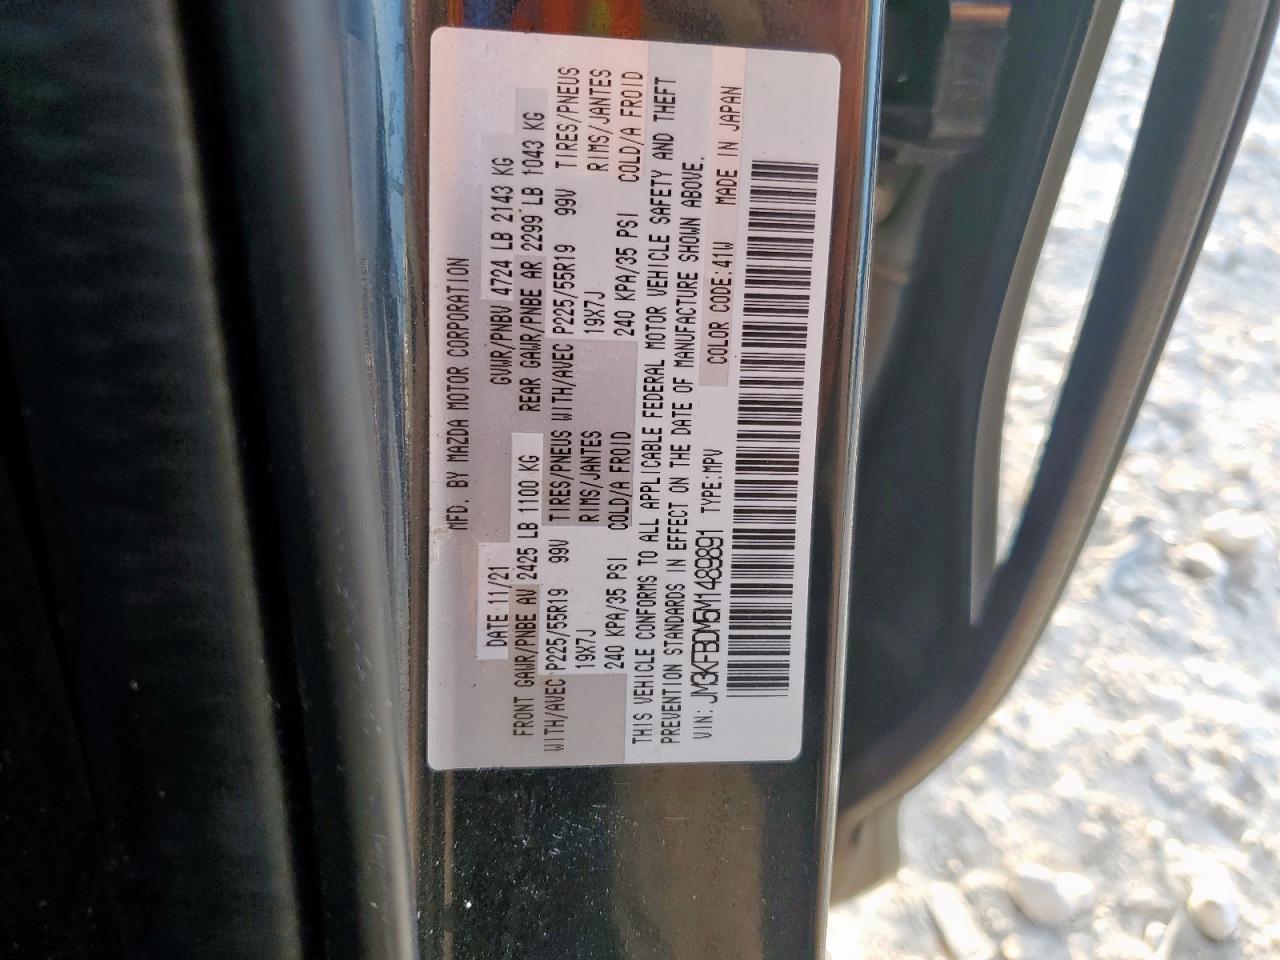 MFD. BY MAZDA MOTOR CORPORATION
DATE 11/21 GVWR/PNBV 4724 LB 2143 KG
FRONT GAWR/PNBE AV 2425 LB 1100 KG REAR GAWR/PNBE AR 2299 LB 1043 KG
WITH/AVEC P225/55R19 99V TIRES/PNEUS WITH/AVEC P225/55R19 99V TIRES/PNEUS
19X7J RIMS/JANTES 19X7J RIMS/JANTES
240 KPA/35 PSI COLD/A FROID 240 KPA/35 PSI COLD/A FROID
THIS VEHICLE CONFORMS TO ALL APPLICABLE FEDERAL MOTOR VEHICLE SAFETY AND THEFT
PREVENTION STANDARDS IN EFFECT ON THE DATE OF MANUFACTURE SHOWN ABOVE.
VIN: JM3KFBDM5M1489891 TYPE:MPV COLOR CODE:41W MADE IN JAPAN